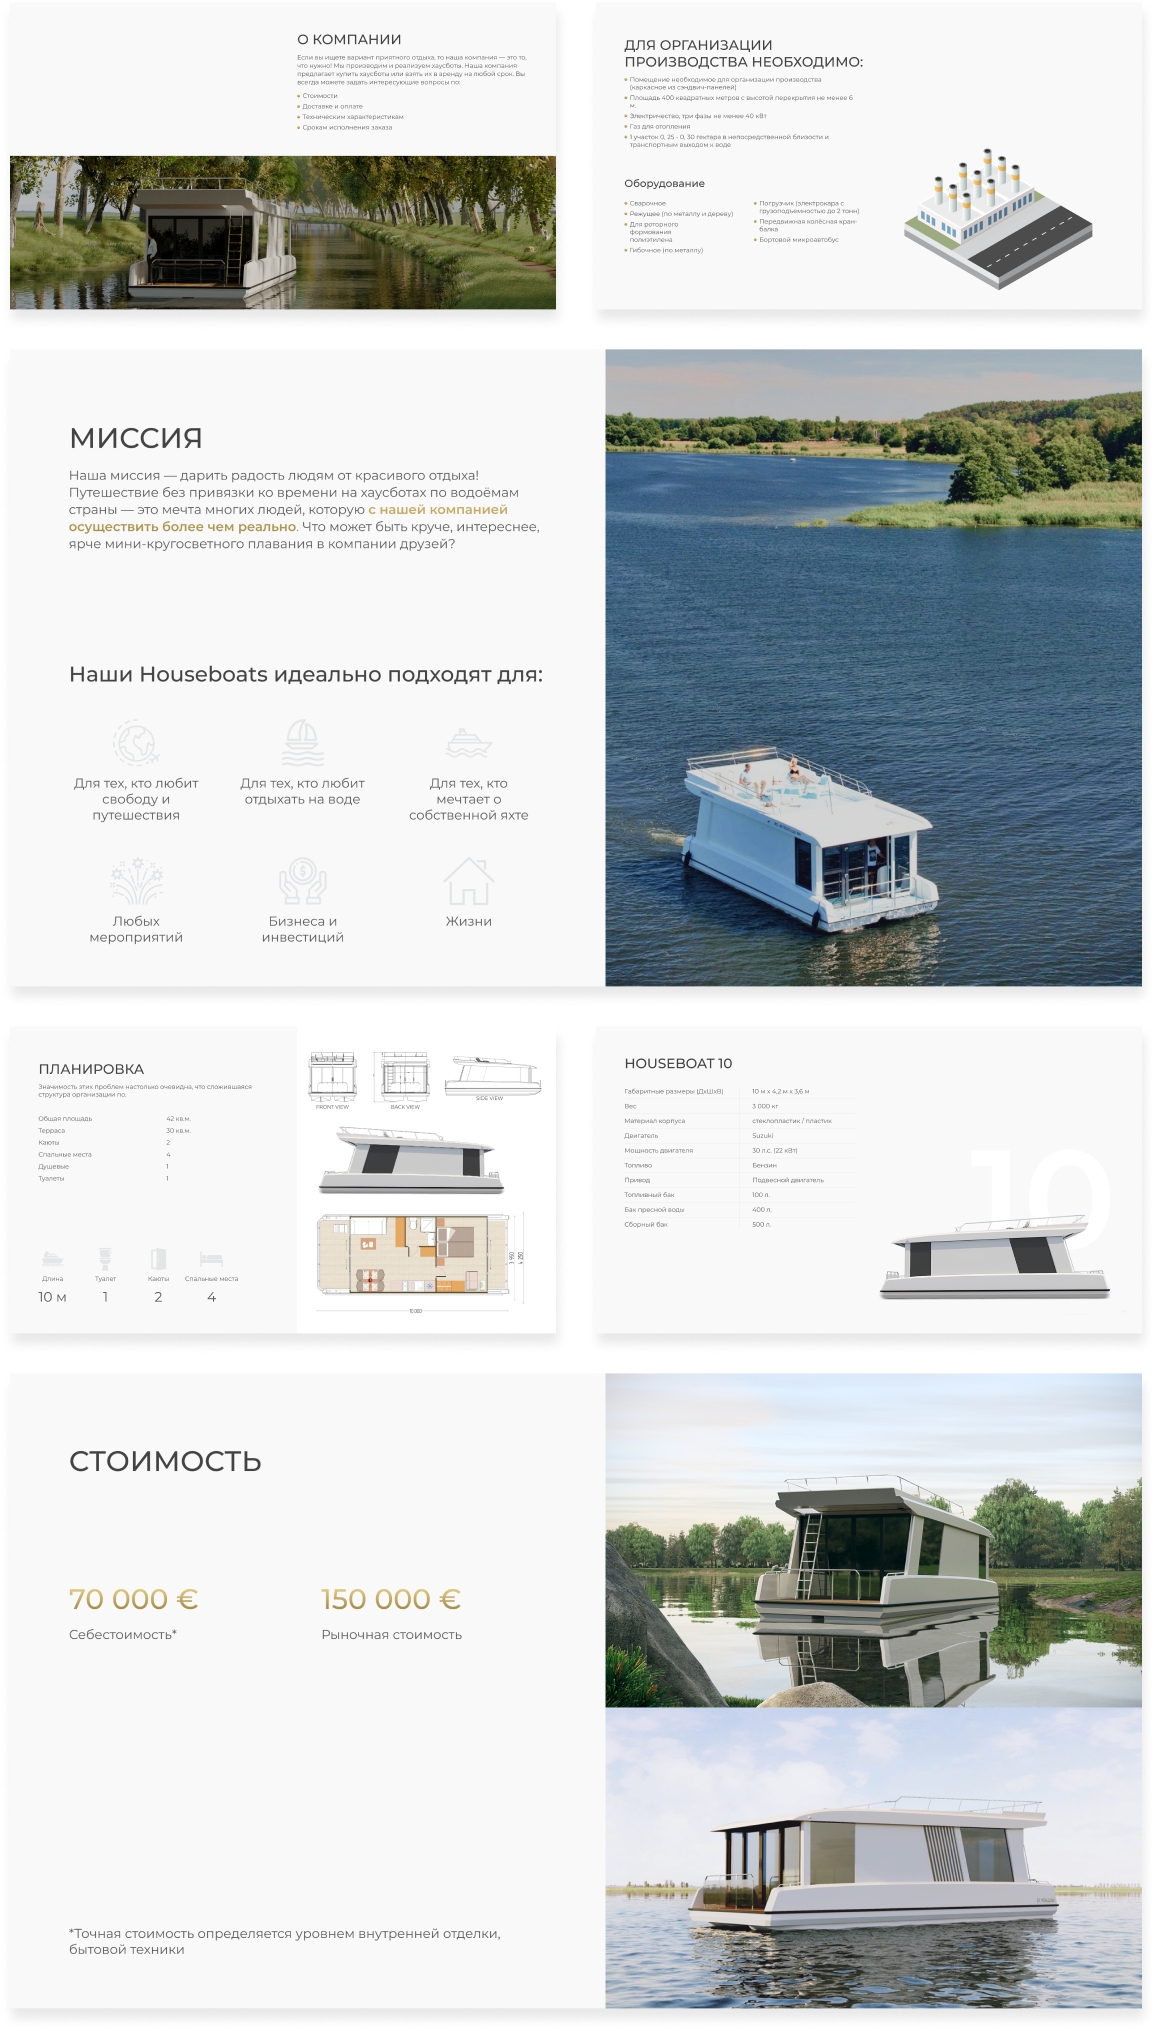 О КОМПАНИИ
Если вы ищете вариант приятного отдыха, то наша компания — это то,
что нужно! Мы производим и реализуем хаусботы. Наша компания
предлагает купить хаусботы или взять их в аренду на любой срок. Вы
всегда можете задать интересующие вопросы по:
Стоимости
Доставке и оплате
Техническим характеристикам
Срокам исполнения заказа
ДЛЯ ОРГАНИЗАЦИИ
ПРОИЗВОДСТВА НЕОБХОДИМО:
Помещение необходимое для организации производства
(каркасное из сэндвич-панелей)
Площадь 400 квадратных метров с высотой перекрытия не менее 6
м.
Электричество, три фазы не менее 40 кВт
Газ для отопления
1 участок 0, 25 - 0, 30 гектара в непосредственной близости и
транспортным выходом к воде
Оборудование
Сварочное
Режущее (по металлу и дереву)
Для роторного
формования
полиэтилена
Гибочное (по металлу)
Погрузчик (электрокара с
грузоподъемностью до 2 тонн)
Передвижная колёсная кран-
балка
Бортовой микроавтобус
МИССИЯ
Наша миссия — дарить радость людям от красивого отдыха!
Путешествие без привязки ко времени на хаусботах по водоёмам
страны — это мечта многих людей, которую с нашей компанией
осуществить более чем реально. Что может быть круче, интереснее,
ярче мини-кругосветного плавания в компании друзей?
Наши Houseboats идеально подходят для:
Для тех, кто любит
свободу и
путешествия
Для тех, кто любит
отдыхать на воде
Для тех, кто
мечтает о
собственной яхте
Любых
мероприятий
Бизнеса и
инвестиций
Жизни
ПЛАНИРОВКА
Значимость этих проблем настолько очевидна, что сложившаяся
структура организации по.
Общая площадь 42 кв.м.
Терраса 30 кв.м.
Каюты 2
Спальные места 4
Душевые 1
Туалеты 1
Длина
10 м
Туалет
1
Каюты
2
Спальные места
4
FRONT VIEW
BACK VIEW
SIDE VIEW
3 950
4 200
10 000
HOUSEBOAT 10
Габаритные размеры (ДхШхВ) 10 м х 4,2 м х 3,6 м
Вес 3 000 кг
Материал корпуса стеклопластик / пластик
Двигатель Suzuki
Мощность двигателя 30 л.с. (22 кВт)
Топливо Бензин
Привод Подвесной двигатель
Топливный бак 100 л.
Бак пресной воды 400 л.
Сборный бак 500 л.
10
СТОИМОСТЬ
70 000 €
Себестоимость*
150 000 €
Рыночная стоимость
*Точная стоимость определяется уровнем внутренней отделки,
бытовой техники